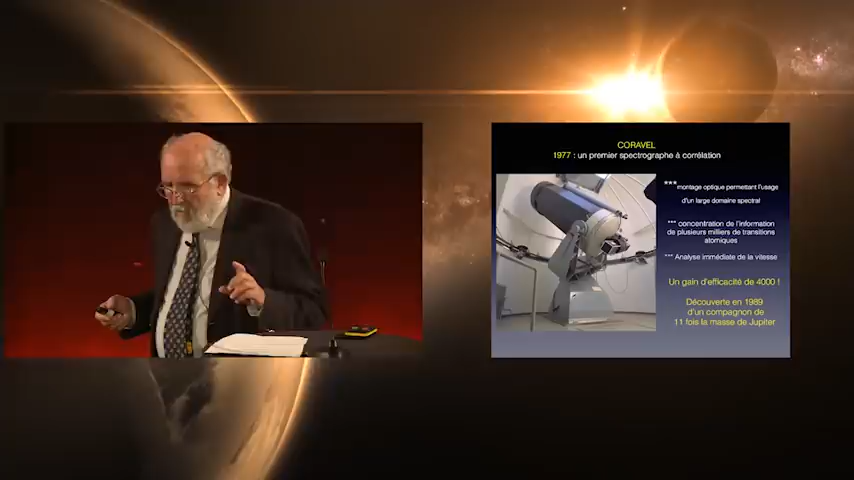 CORAVEL
1977 : un premier spectrographe à corrélation
***montage optique permettant l'usage
d'un large domaine spectral
*** concentration de l'information
de plusieurs milliers de transitions
atomiques
*** Analyse immédiate de la vitesse
Un gain d'efficacité de 4000 !
Découverte en 1989
d'un compagnon de
11 fois la masse de Jupiter